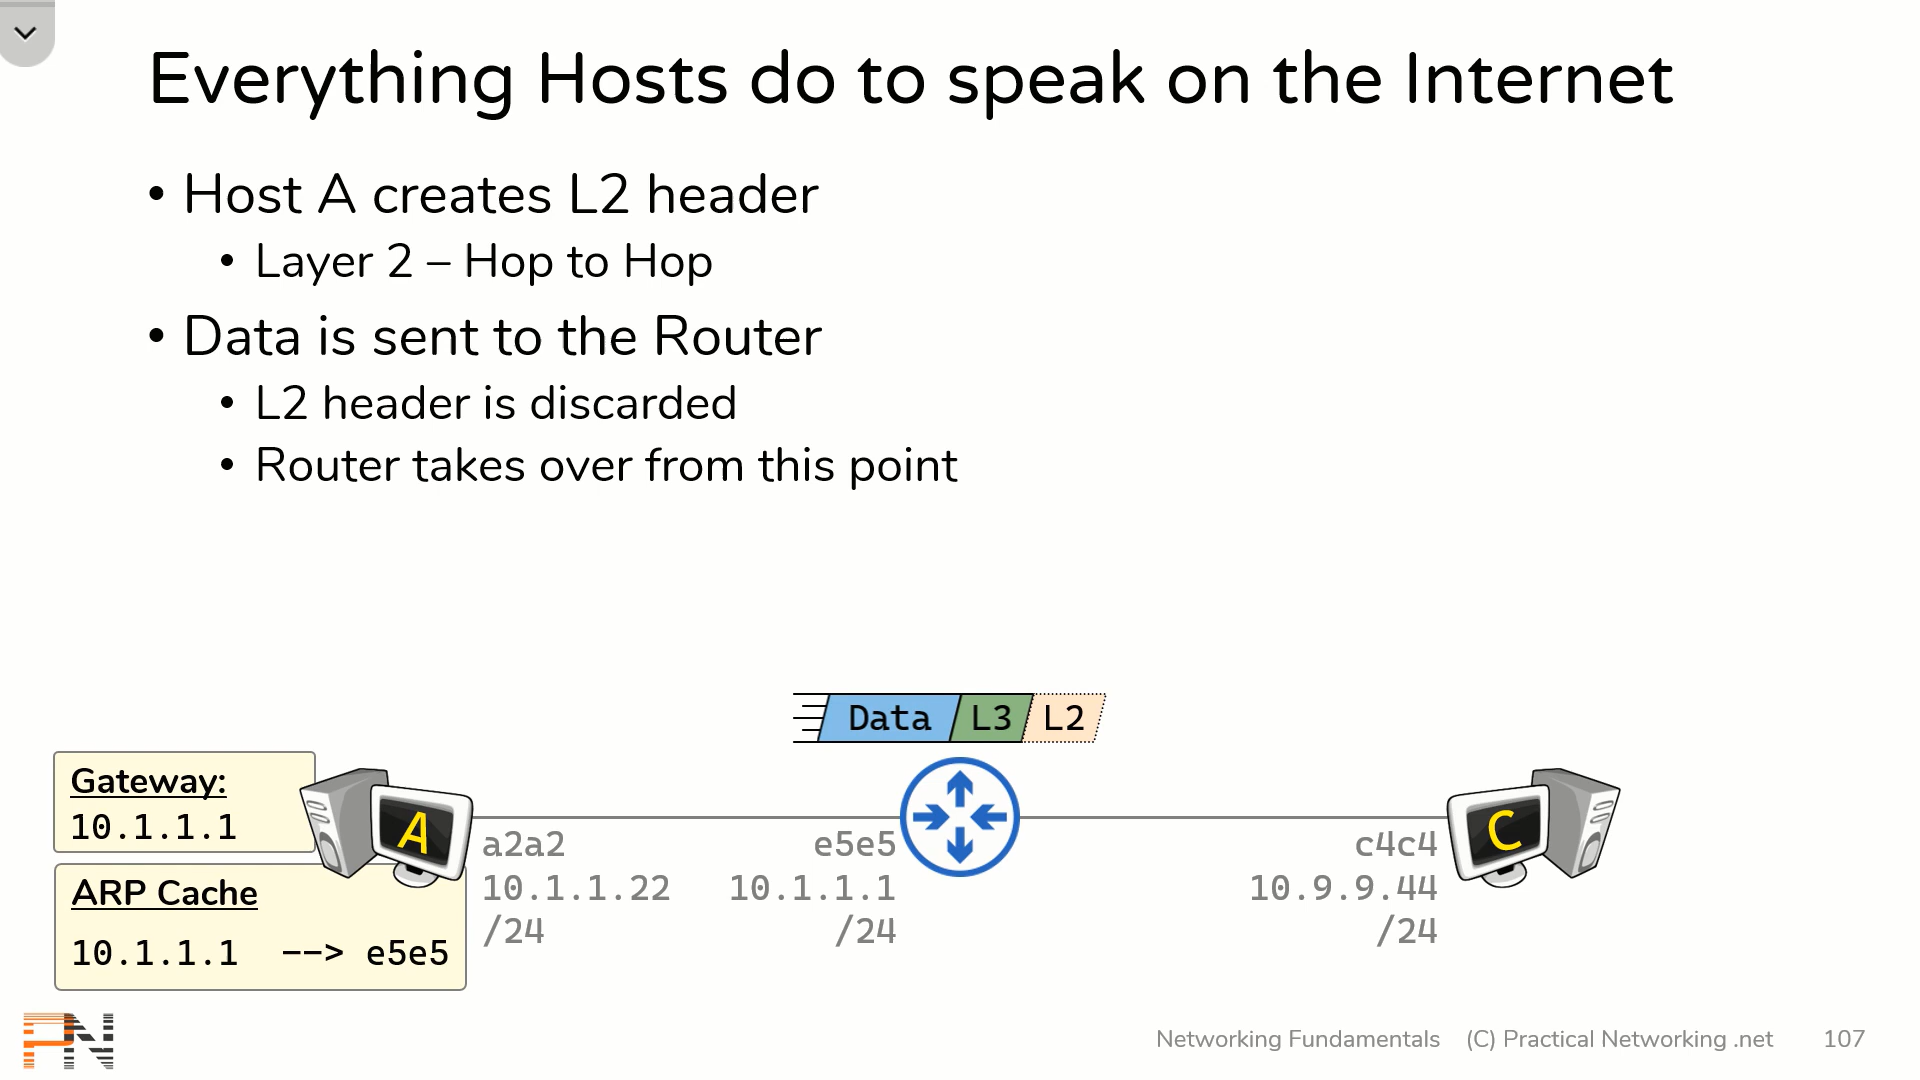 Everything Hosts do to speak on the Internet
• Host A creates L2 header
• Layer 2 – Hop to Hop
• Data is sent to the Router
• L2 header is discarded
• Router takes over from this point
Data L3 L2
Gateway:
10.1.1.1
A
C
ARP Cache
10.1.1.1 --> e5e5
a2a2
10.1.1.22
/24
e5e5
10.1.1.1
/24
c4c4
10.9.9.44
/24
PN
Networking Fundamentals (C) Practical Networking .net 107